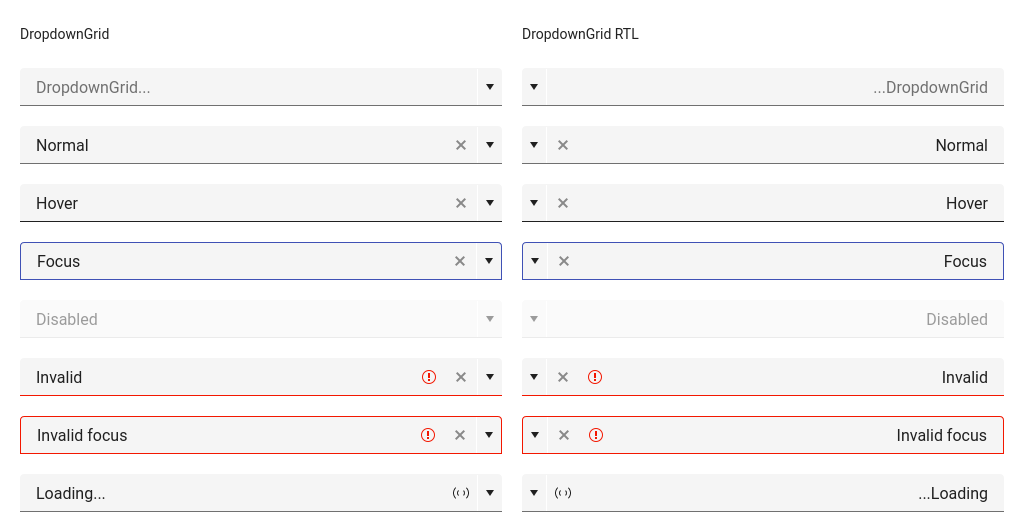 DropdownGrid
DropdownGrid RTL
DropdownGrid...
...DropdownGrid
Normal
Normal
Hover
Hover
Focus
Focus
Disabled
Disabled
Invalid
Invalid
Invalid focus
Invalid focus
Loading...
...Loading